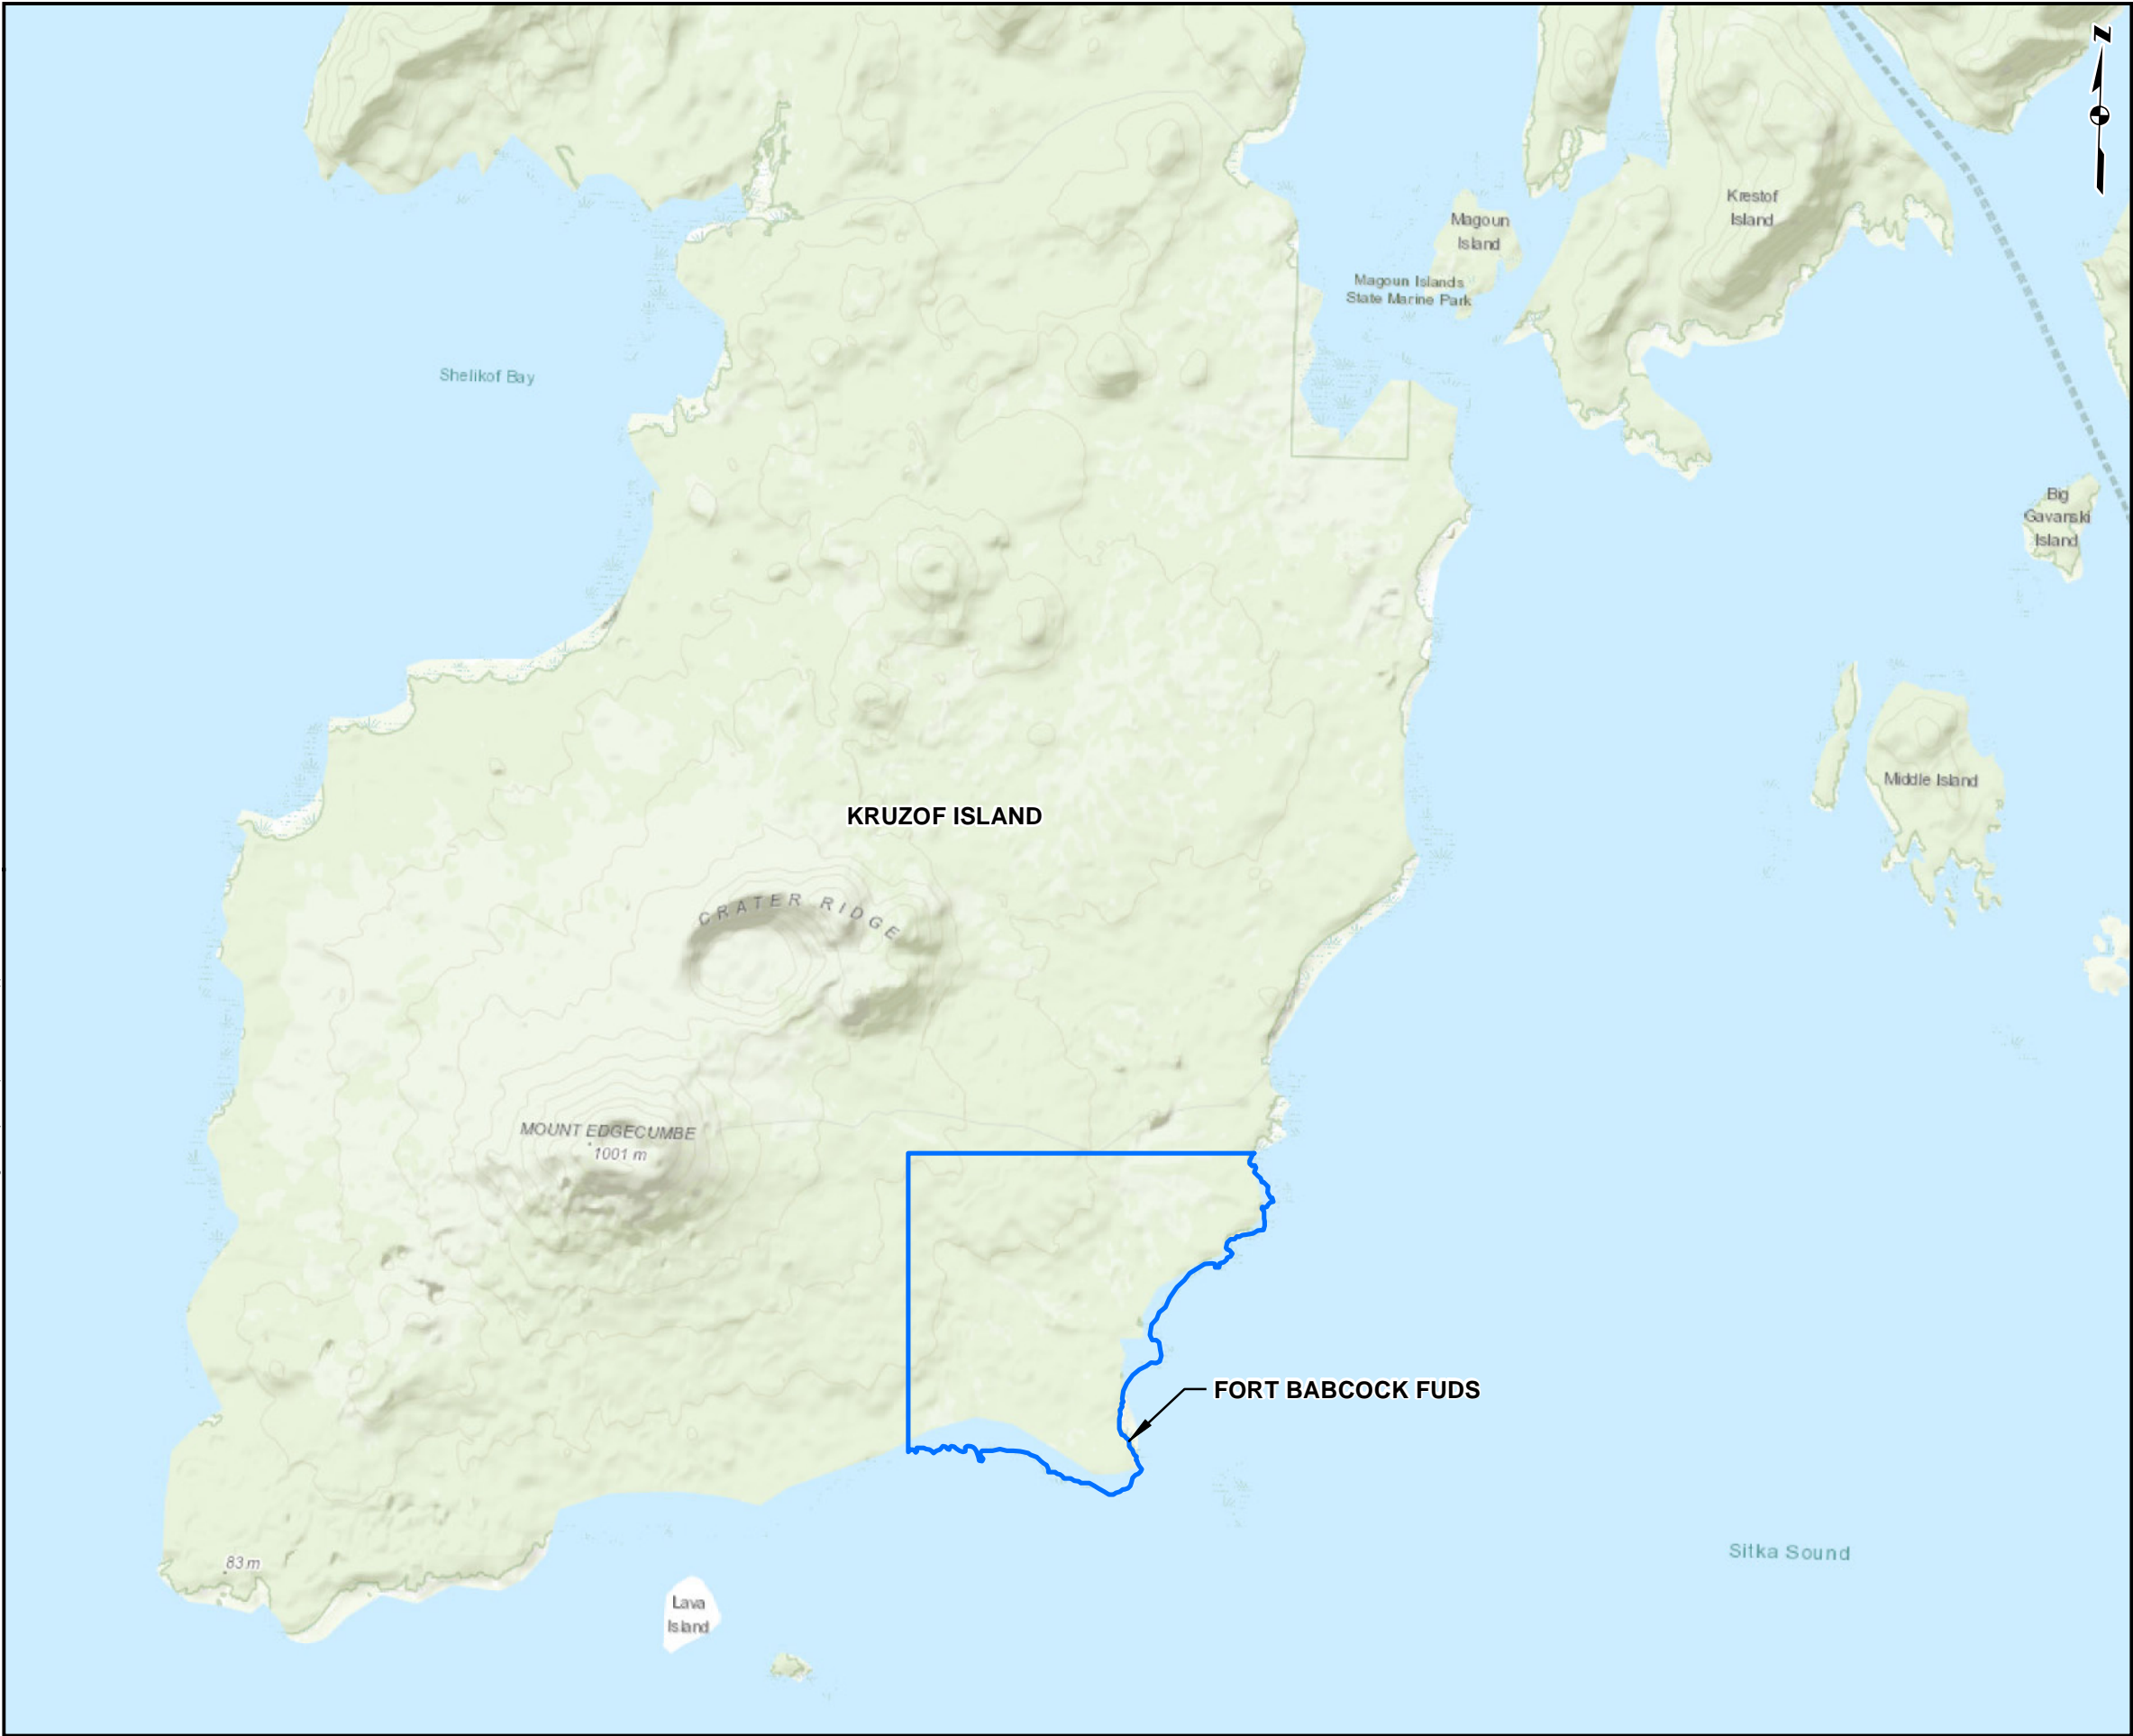 N
Krestof
Island
Magoun
Island
Magoun Islands
State Marine Park
Shelikof Bay
Big
Gavanski
Island
Middle Island
KRUZOF ISLAND
CRATER RIDGE
MOUNT EDGECUMBE
1001 m
FORT BABCOCK FUDS
Sitka Sound
83 m
Lava
Island